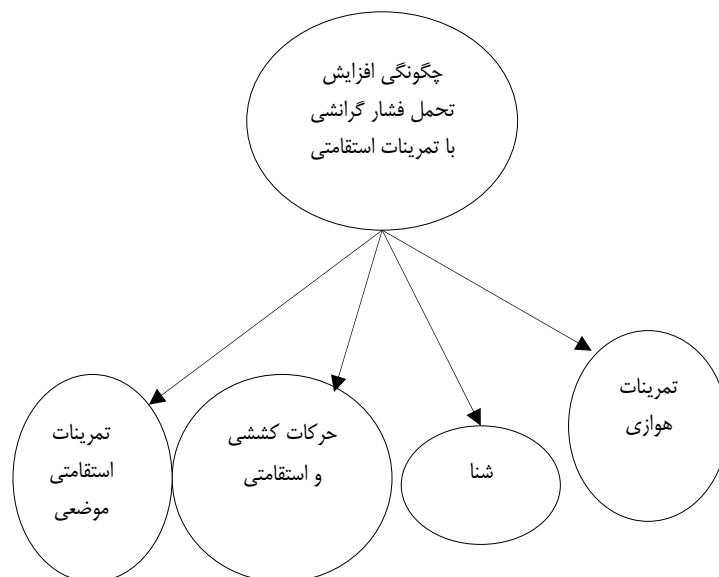 چگونگی افزایش
تحمل فشار گرانشی
با تمرینات استقامتی
تمرینات
هوازی
شنا
حرکات کششی
و استقامتی
تمرینات
استقامتی
موضعی